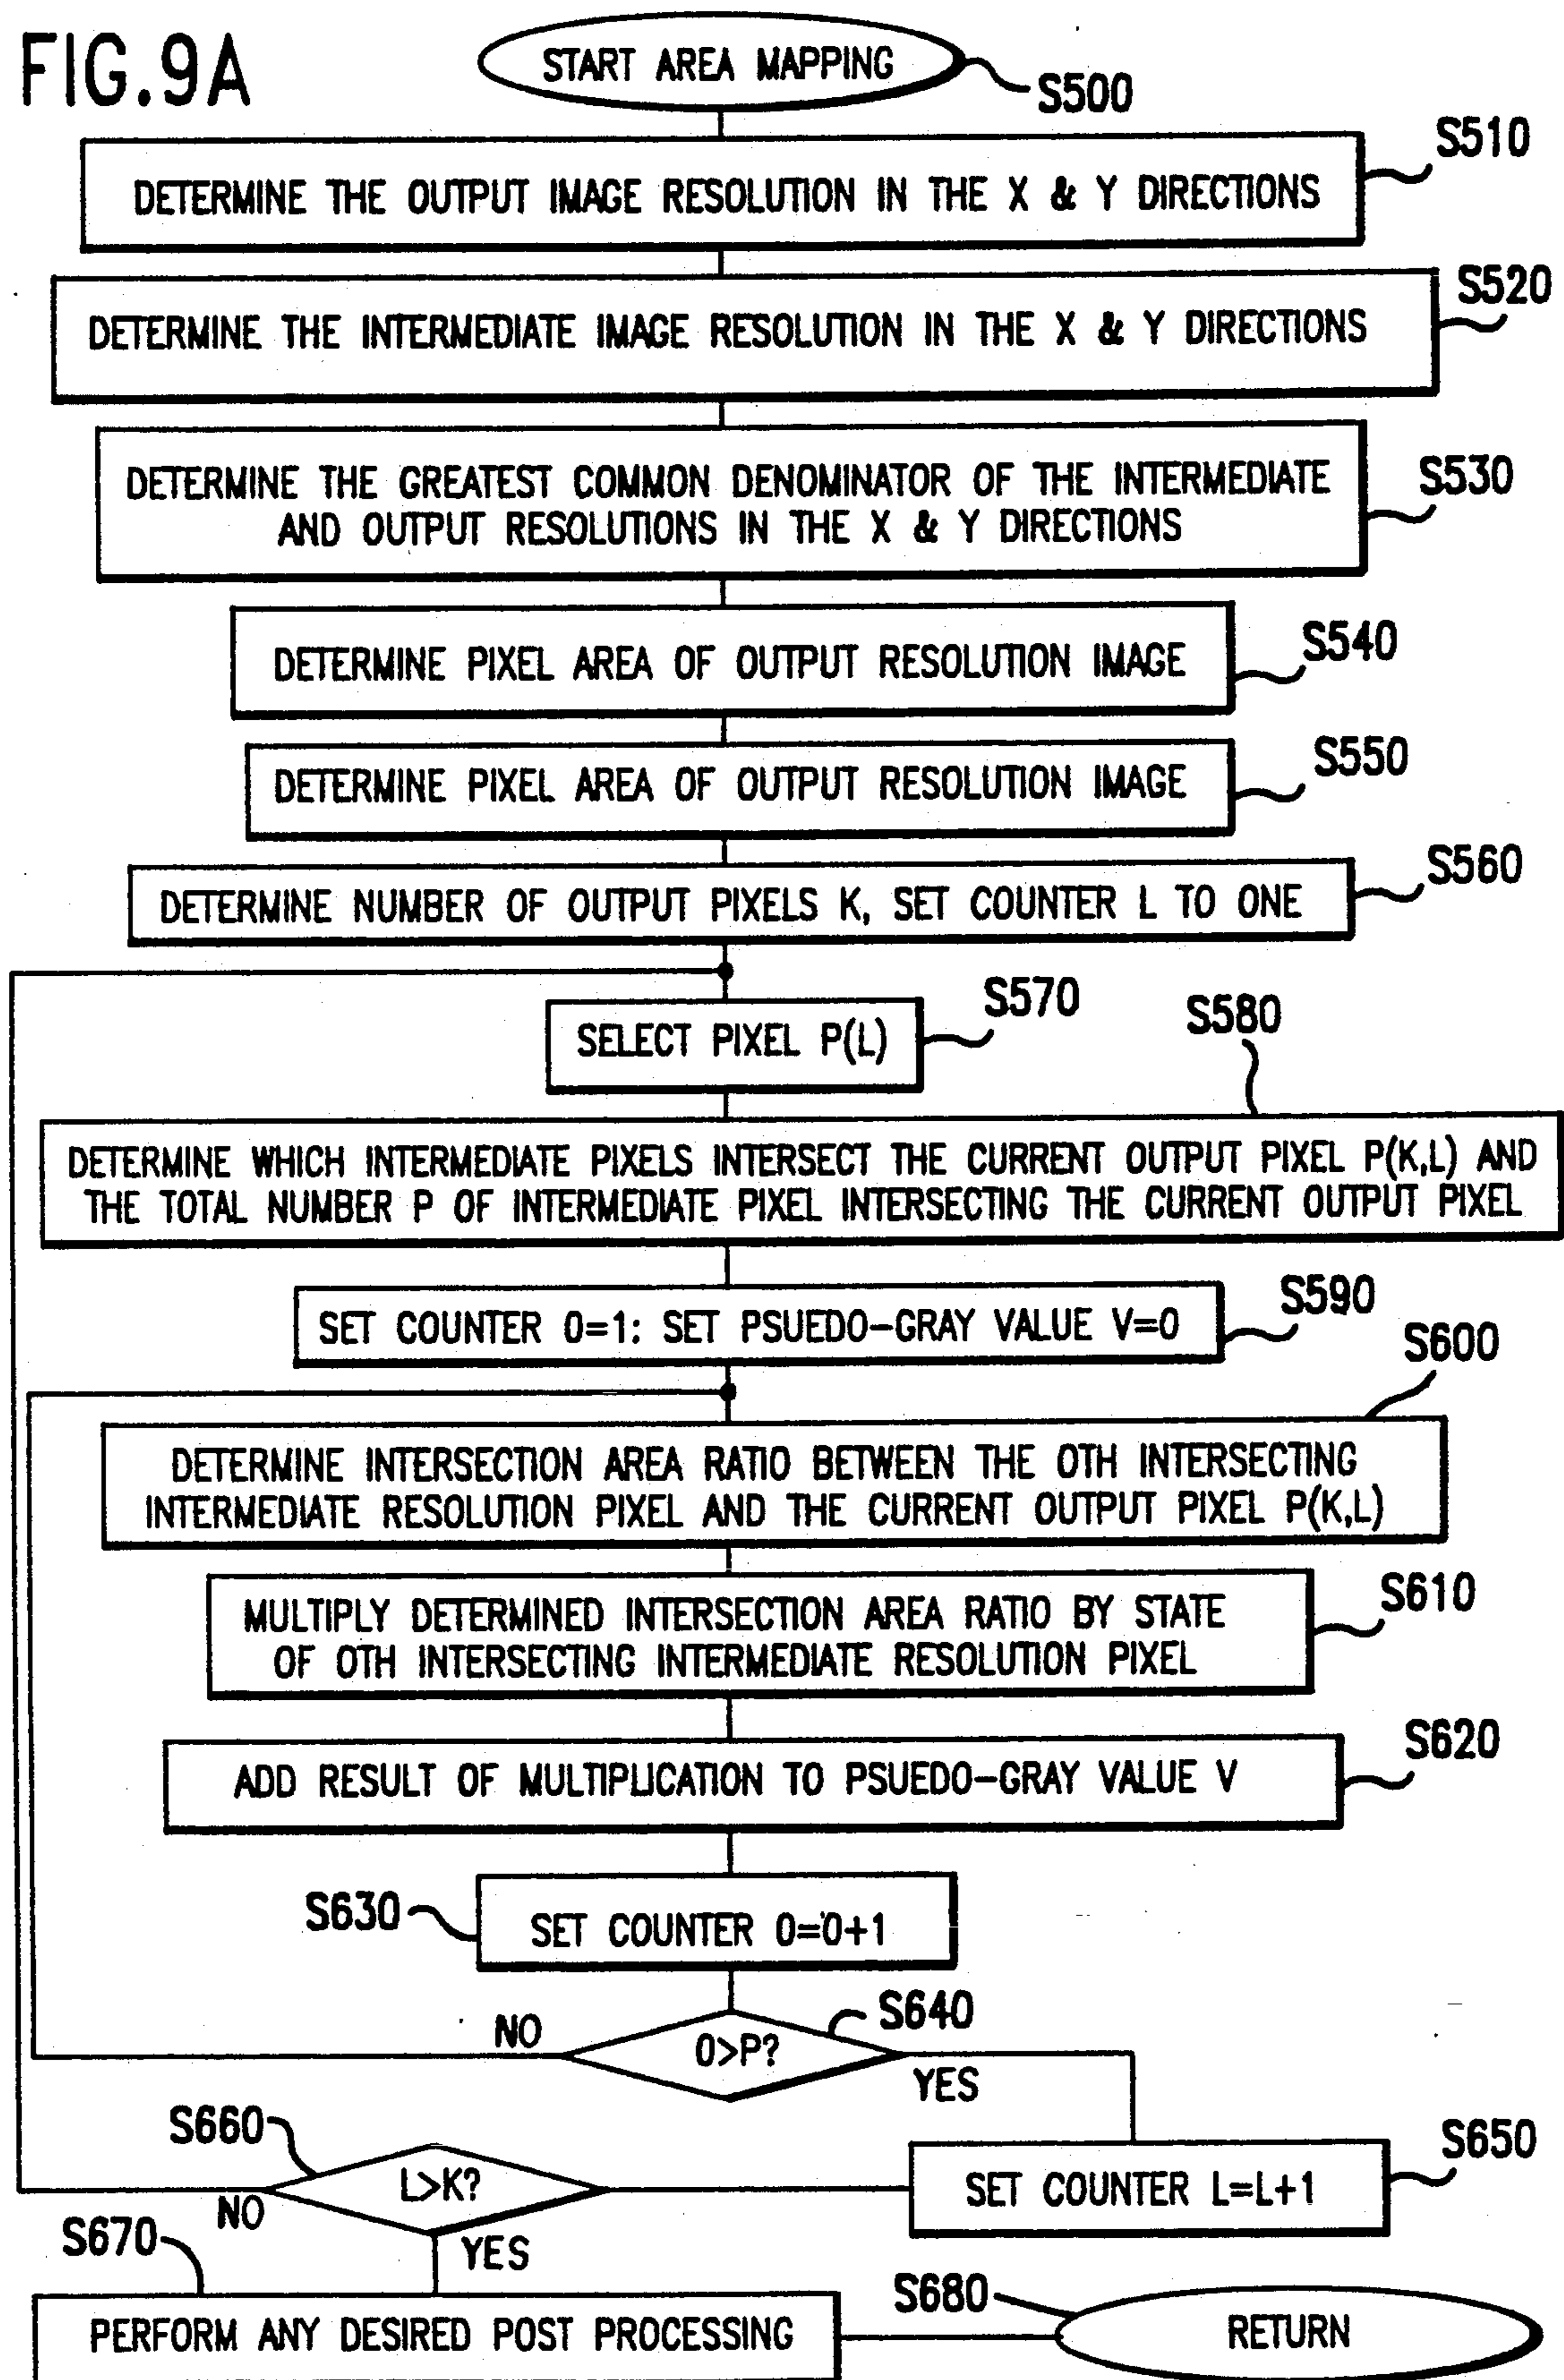 FIG.9A
START AREA MAPPING
S500
S510
DETERMINE THE OUTPUT IMAGE RESOLUTION IN THE X & Y DIRECTIONS
S520
DETERMINE THE INTERMEDIATE IMAGE RESOLUTION IN THE X & Y DIRECTIONS
DETERMINE THE GREATEST COMMON DENOMINATOR OF THE INTERMEDIATE
AND OUTPUT RESOLUTIONS IN THE X & Y DIRECTIONS
S530
DETERMINE PIXEL AREA OF OUTPUT RESOLUTION IMAGE
S540
DETERMINE PIXEL AREA OF OUTPUT RESOLUTION IMAGE
S550
DETERMINE NUMBER OF OUTPUT PIXELS K, SET COUNTER L TO ONE
S560
SELECT PIXEL P(L)
S570
S580
DETERMINE WHICH INTERMEDIATE PIXELS INTERSECT THE CURRENT OUTPUT PIXEL P(K,L) AND
THE TOTAL NUMBER P OF INTERMEDIATE PIXEL INTERSECTING THE CURRENT OUTPUT PIXEL
SET COUNTER O=1: SET PSUEDO-GRAY VALUE V=0
S590
S600
DETERMINE INTERSECTION AREA RATIO BETWEEN THE OTH INTERSECTING
INTERMEDIATE RESOLUTION PIXEL AND THE CURRENT OUTPUT PIXEL P(K,L)
MULTIPLY DETERMINED INTERSECTION AREA RATIO BY STATE
OF OTH INTERSECTING INTERMEDIATE RESOLUTION PIXEL
S610
ADD RESULT OF MULTIPLICATION TO PSUEDO-GRAY VALUE V
S620
S630
SET COUNTER O=O+1
S640
NO
O>P?
YES
S660
L>K?
NO
YES
SET COUNTER L=L+1
S650
S670
PERFORM ANY DESIRED POST PROCESSING
S680
RETURN